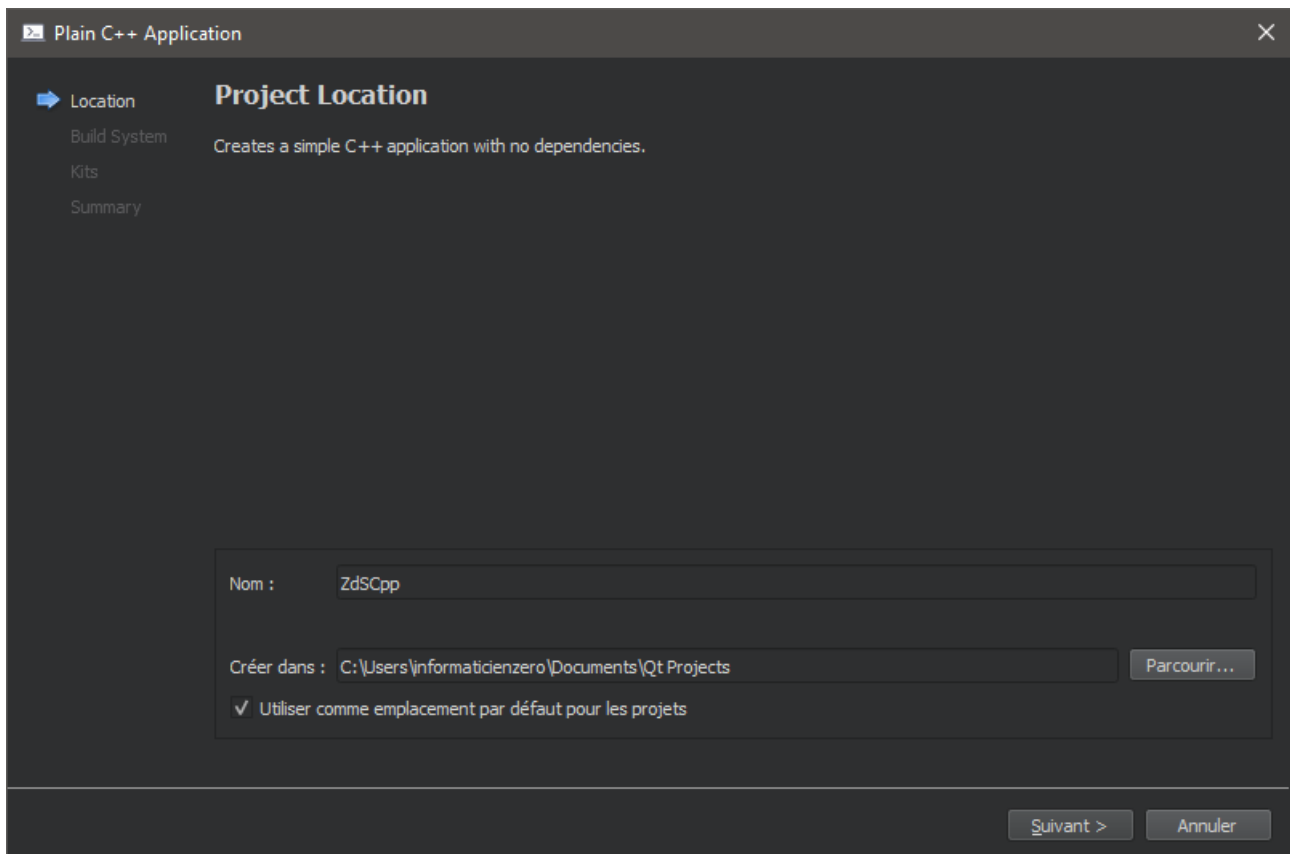 Plain C++ Application
Location
Build System
Kits
Summary
Project Location
Creates a simple C++ application with no dependencies.
Nom :
ZdSCpp
Créer dans :
C:\Users\informaticienzero\Documents\Qt Projects
Parcourir...
Utiliser comme emplacement par défaut pour les projets
Suivant >
Annuler